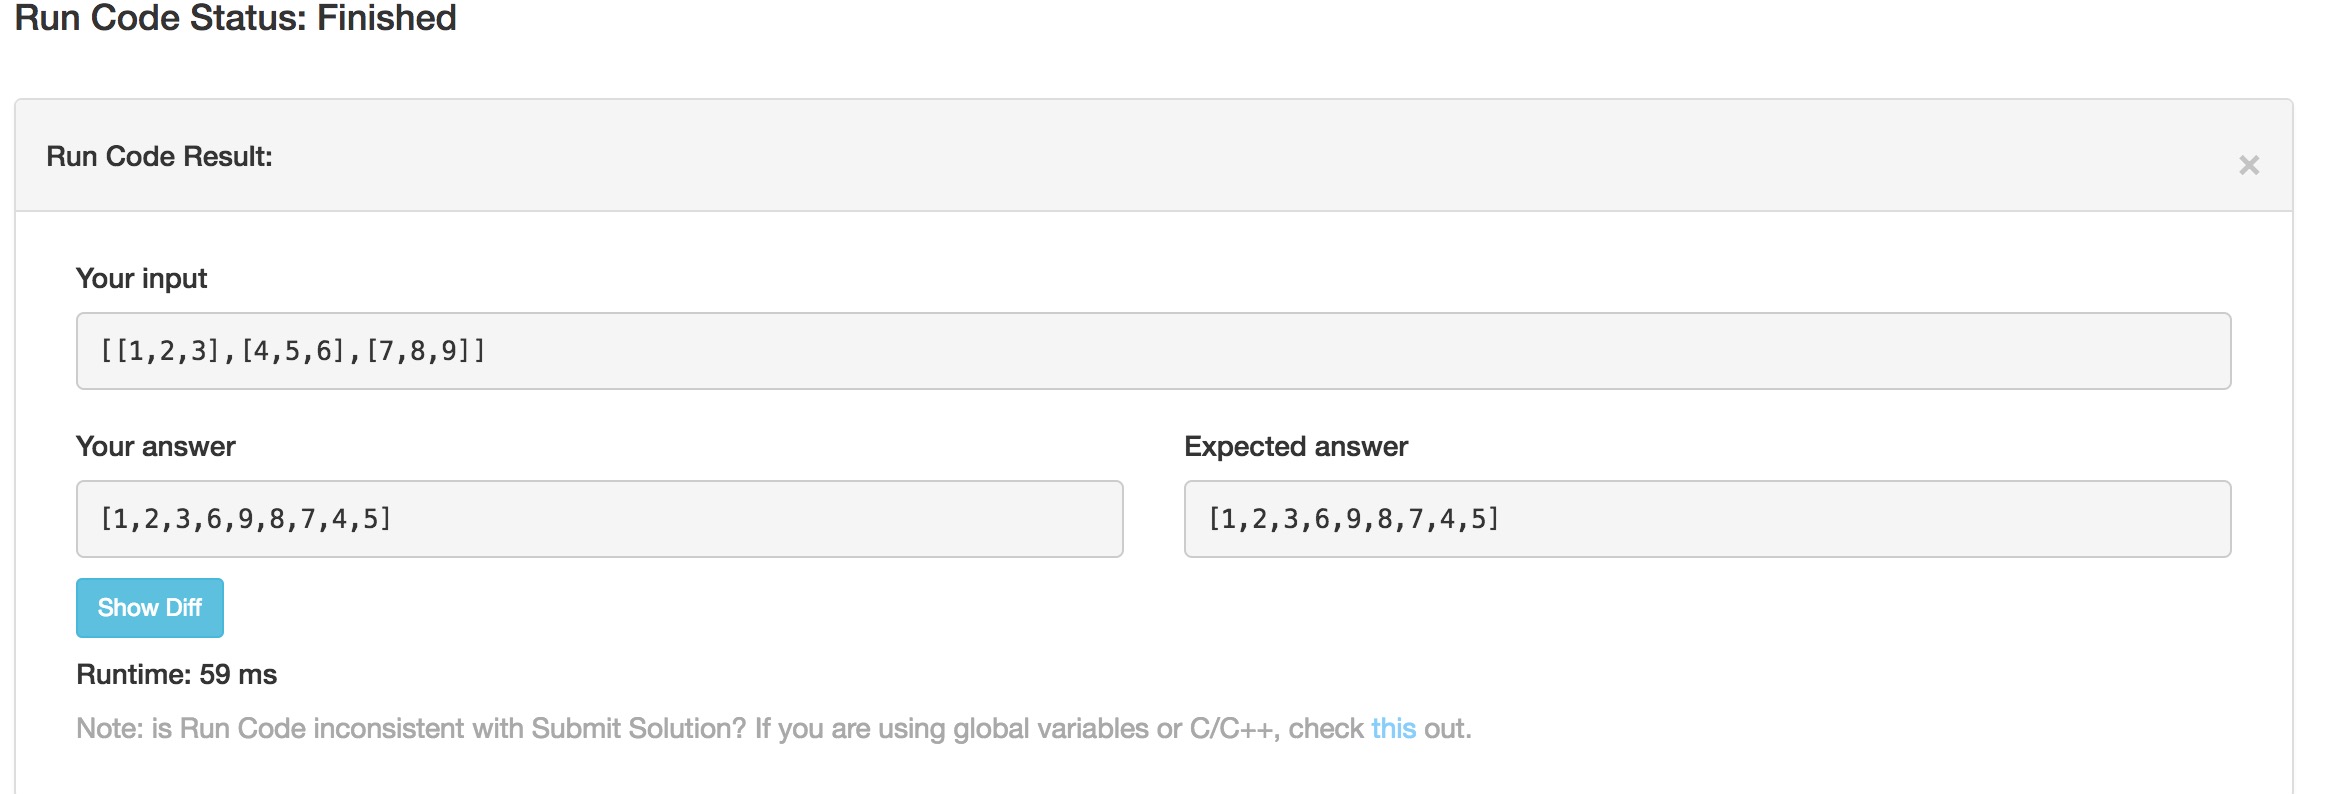 Run Code Status: Finished
Run Code Result:
×
Your input
[[1,2,3],[4,5,6],[7,8,9]]
Your answer
Expected answer
[1,2,3,6,9,8,7,4,5]
[1,2,3,6,9,8,7,4,5]
Show Diff
Runtime: 59 ms
Note: is Run Code inconsistent with Submit Solution? If you are using global variables or C/C++, check this out.